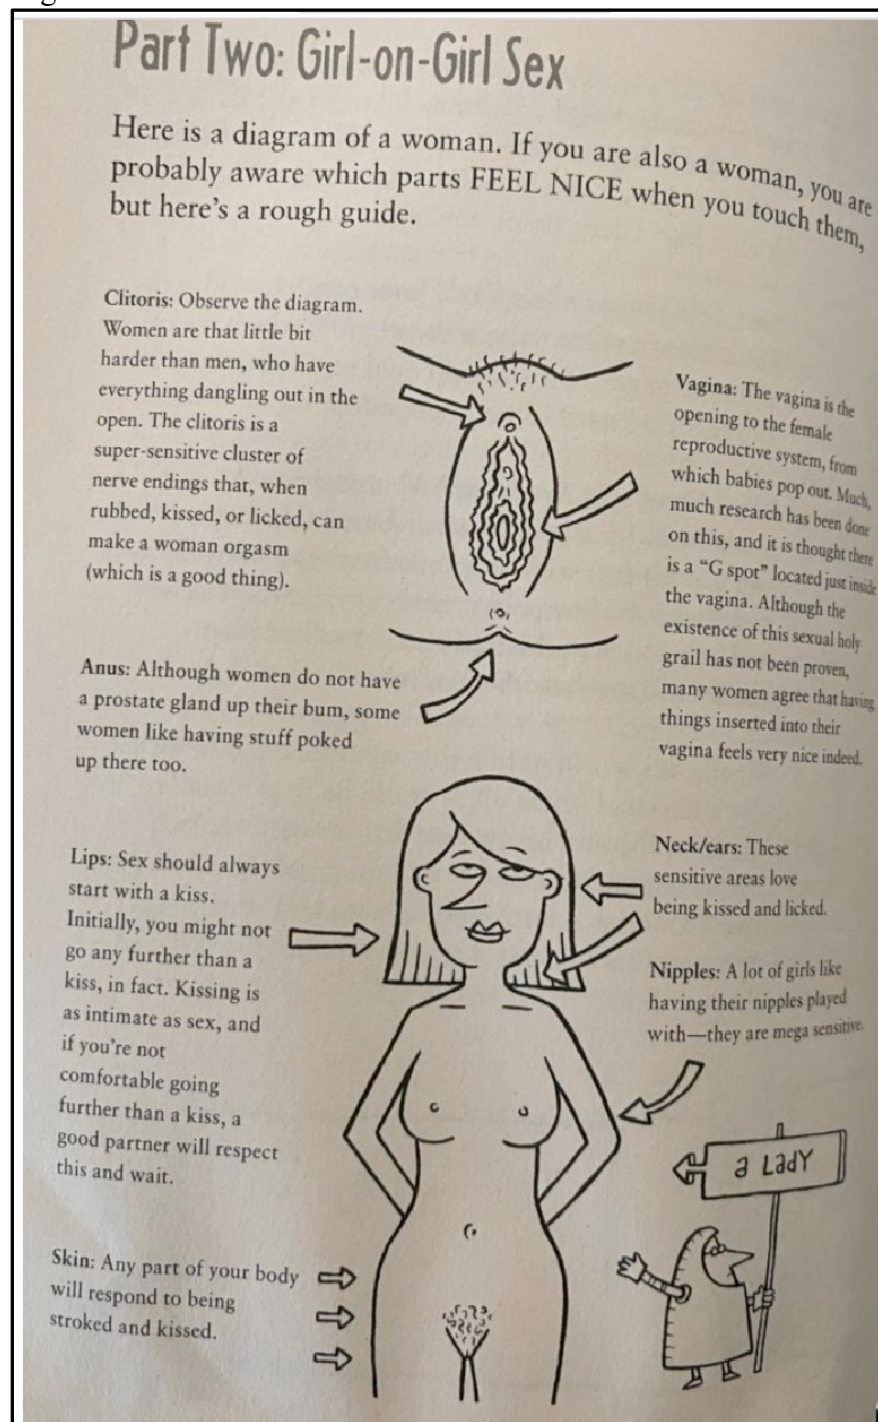 Part Two: Girl-on-Girl Sex
Here is a diagram of a woman. If you are also a woman, you are
probably aware which parts FEEL NICE when you touch them,
but here's a rough guide.
Clitoris: Observe the diagram.
Women are that little bit
harder than men, who have
everything dangling out in the
open. The clitoris is a
super-sensitive cluster of
nerve endings that, when
rubbed, kissed, or licked, can
make a woman orgasm
(which is a good thing).
Vagina: The vagina is the
opening to the female
reproductive system, from
which babies pop out. Much,
much research has been done
on this, and it is thought there
is a “G spot” located just inside
the vagina. Although the
existence of this sexual holy
grail has not been proven,
many women agree that having
things inserted into their
vagina feels very nice indeed.
Anus: Although women do not have
a prostate gland up their bum, some
women like having stuff poked
up there too.
Lips: Sex should always
start with a kiss.
Initially, you might not
go any further than a
kiss, in fact. Kissing is
as intimate as sex, and
if you're not
comfortable going
further than a kiss, a
good partner will respect
this and wait.
Neck/ears: These
sensitive areas love
being kissed and licked.
Nipples: A lot of girls like
having their nipples played
with—they are mega sensitive.
a LadY
Skin: Any part of your body
will respond to being
stroked and kissed.